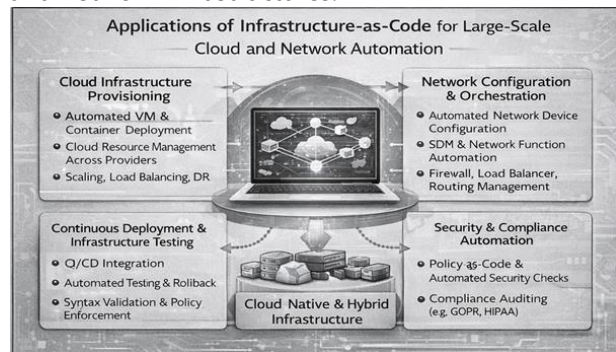 Applications of Infrastructure-as-Code for Large-Scale
Cloud and Network Automation
Cloud Infrastructure
Provisioning
• Automated VM &
Container Deployment
• Cloud Resource Management
Across Providers
• Scaling, Load Balancing, DR
Network Configuration
& Orchestration
• Automated Network Device
Configuration
• SDM & Network Function
Automation
• Firewall, Load Balancer,
Routing Management
Continuous Deployment &
Infrastructure Testing
• Q/CD Integration
• Automated Testing & Rolíback
• Syntax Validation & Policy
Enforcement
Cloud Native & Hybrid
Infrastructure
Security & Compliance
Automation
• Policy as-Code &
Automated Security Checks
• Compliance Auditing
(e.g, GOPR, HIPAA)